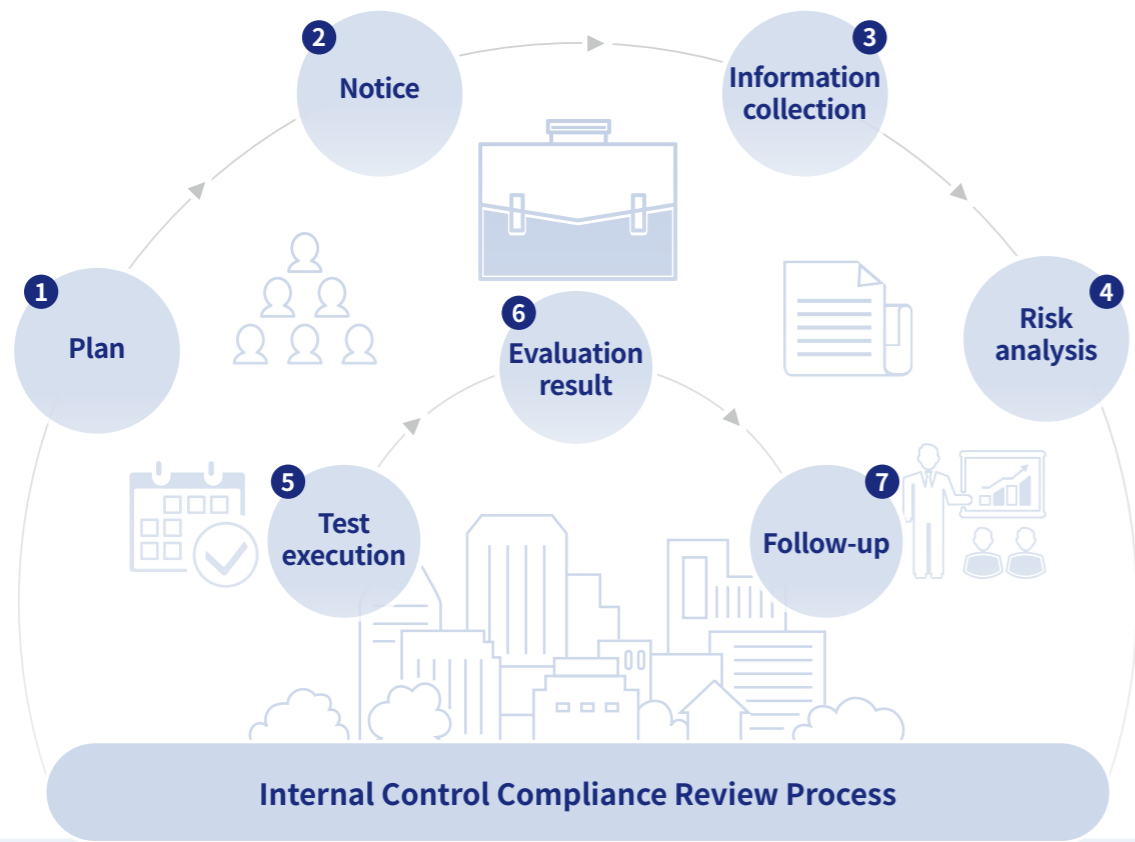 1
Plan
2
Notice
3
Information
collection
4
Risk
analysis
5
Test
execution
6
Evaluation
result
7
Follow-up
Internal Control Compliance Review Process